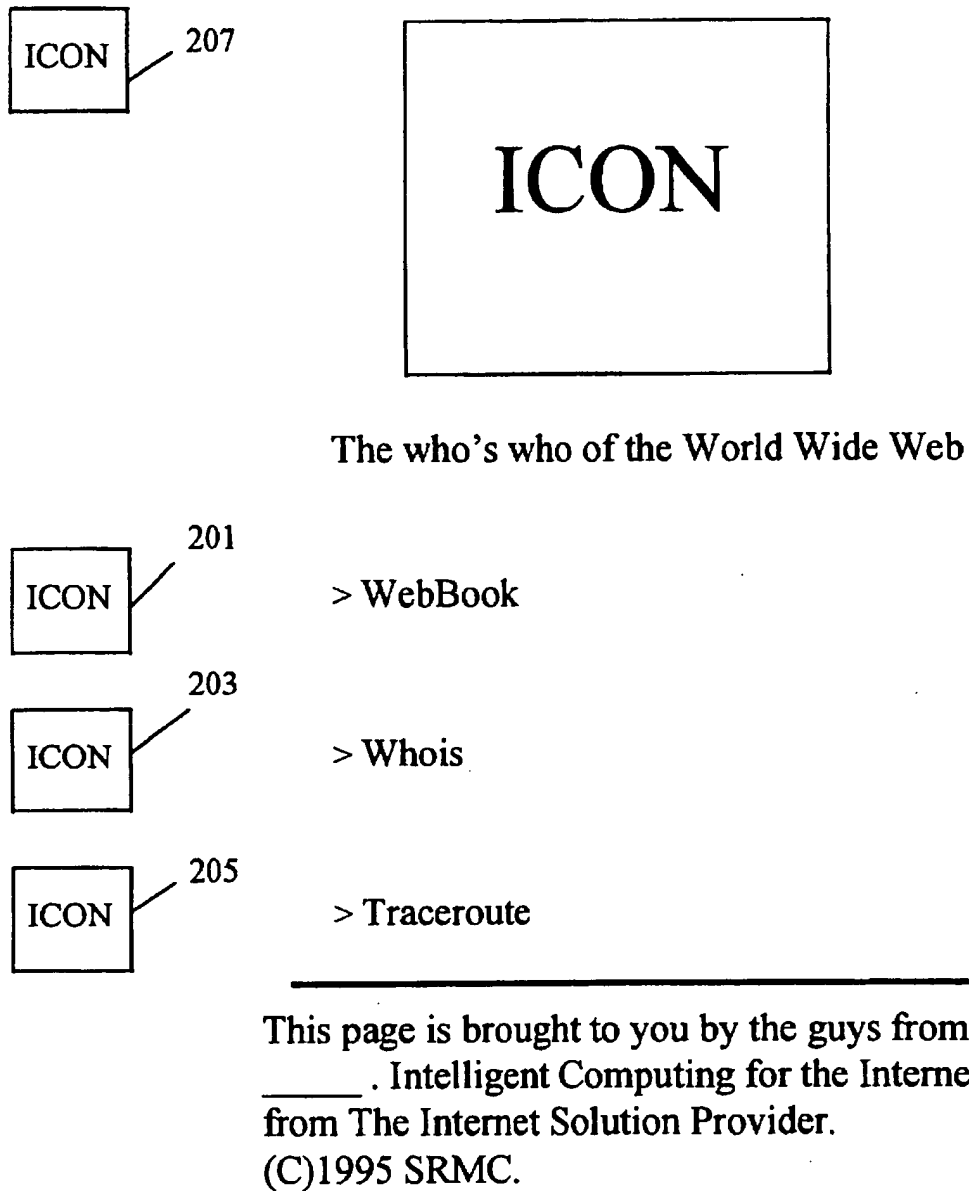 ICON 207
ICON
The who's who of the World Wide Web
201
ICON > WebBook
203
ICON > Whois
205
ICON > Traceroute
This page is brought to you by the guys from
_____ . Intelligent Computing for the Interne
from The Internet Solution Provider.
(C)1995 SRMC.